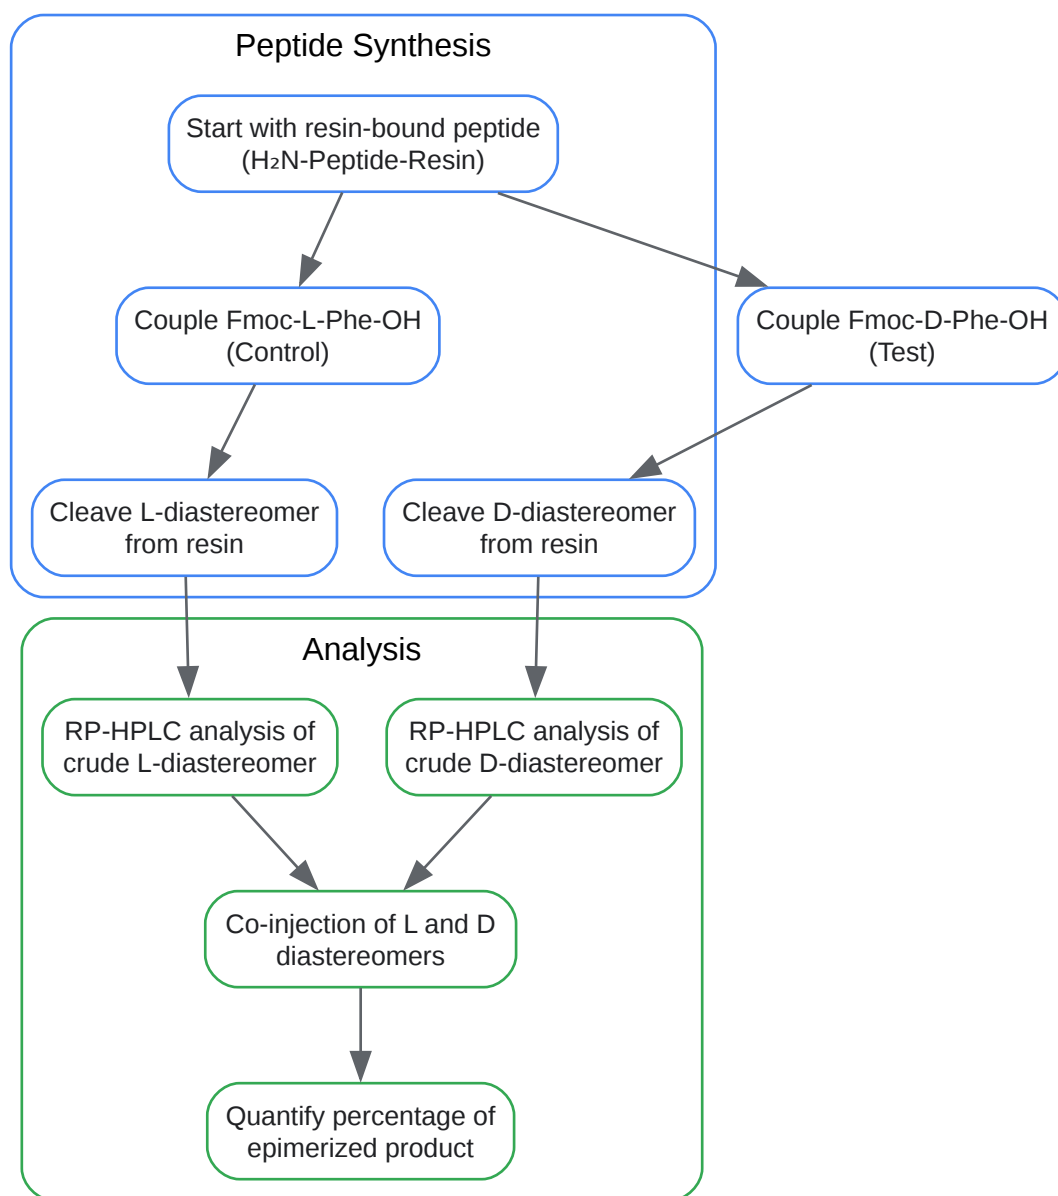 Peptide Synthesis
Start with resin-bound peptide
(H₂N-Peptide-Resin)
Couple Fmoc-L-Phe-OH
(Control)
Couple Fmoc-D-Phe-OH
(Test)
Cleave L-diastereomer
from resin
Cleave D-diastereomer
from resin
Analysis
RP-HPLC analysis of
crude L-diastereomer
RP-HPLC analysis of
crude D-diastereomer
Co-injection of L and D
diastereomers
Quantify percentage of
epimerized product